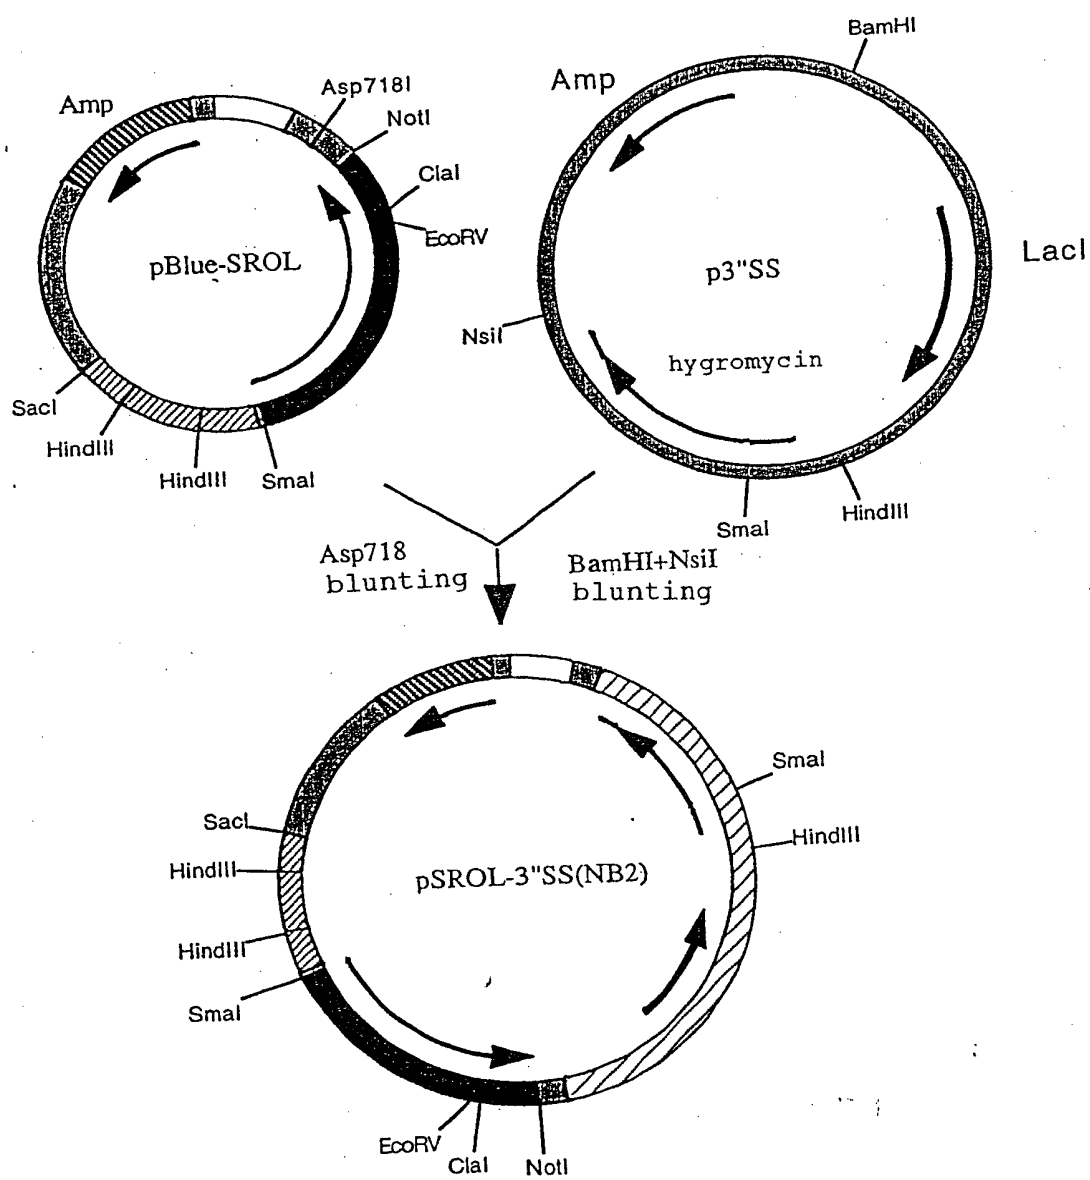 Amp
Asp718I
NotI
ClaI
EcoRV
pBlue-SROL
SacI
HindIII
HindIII
SmaI
BamHI
Amp
LacI
p3"SS
NsiI
hygromycin
HindIII
SmaI
Asp718
blunting
BamHI+NsiI
blunting
SmaI
HindIII
SacI
HindIII
pSROL-3"SS(NB2)
HindIII
SmaI
EcoRV
ClaI
NotI